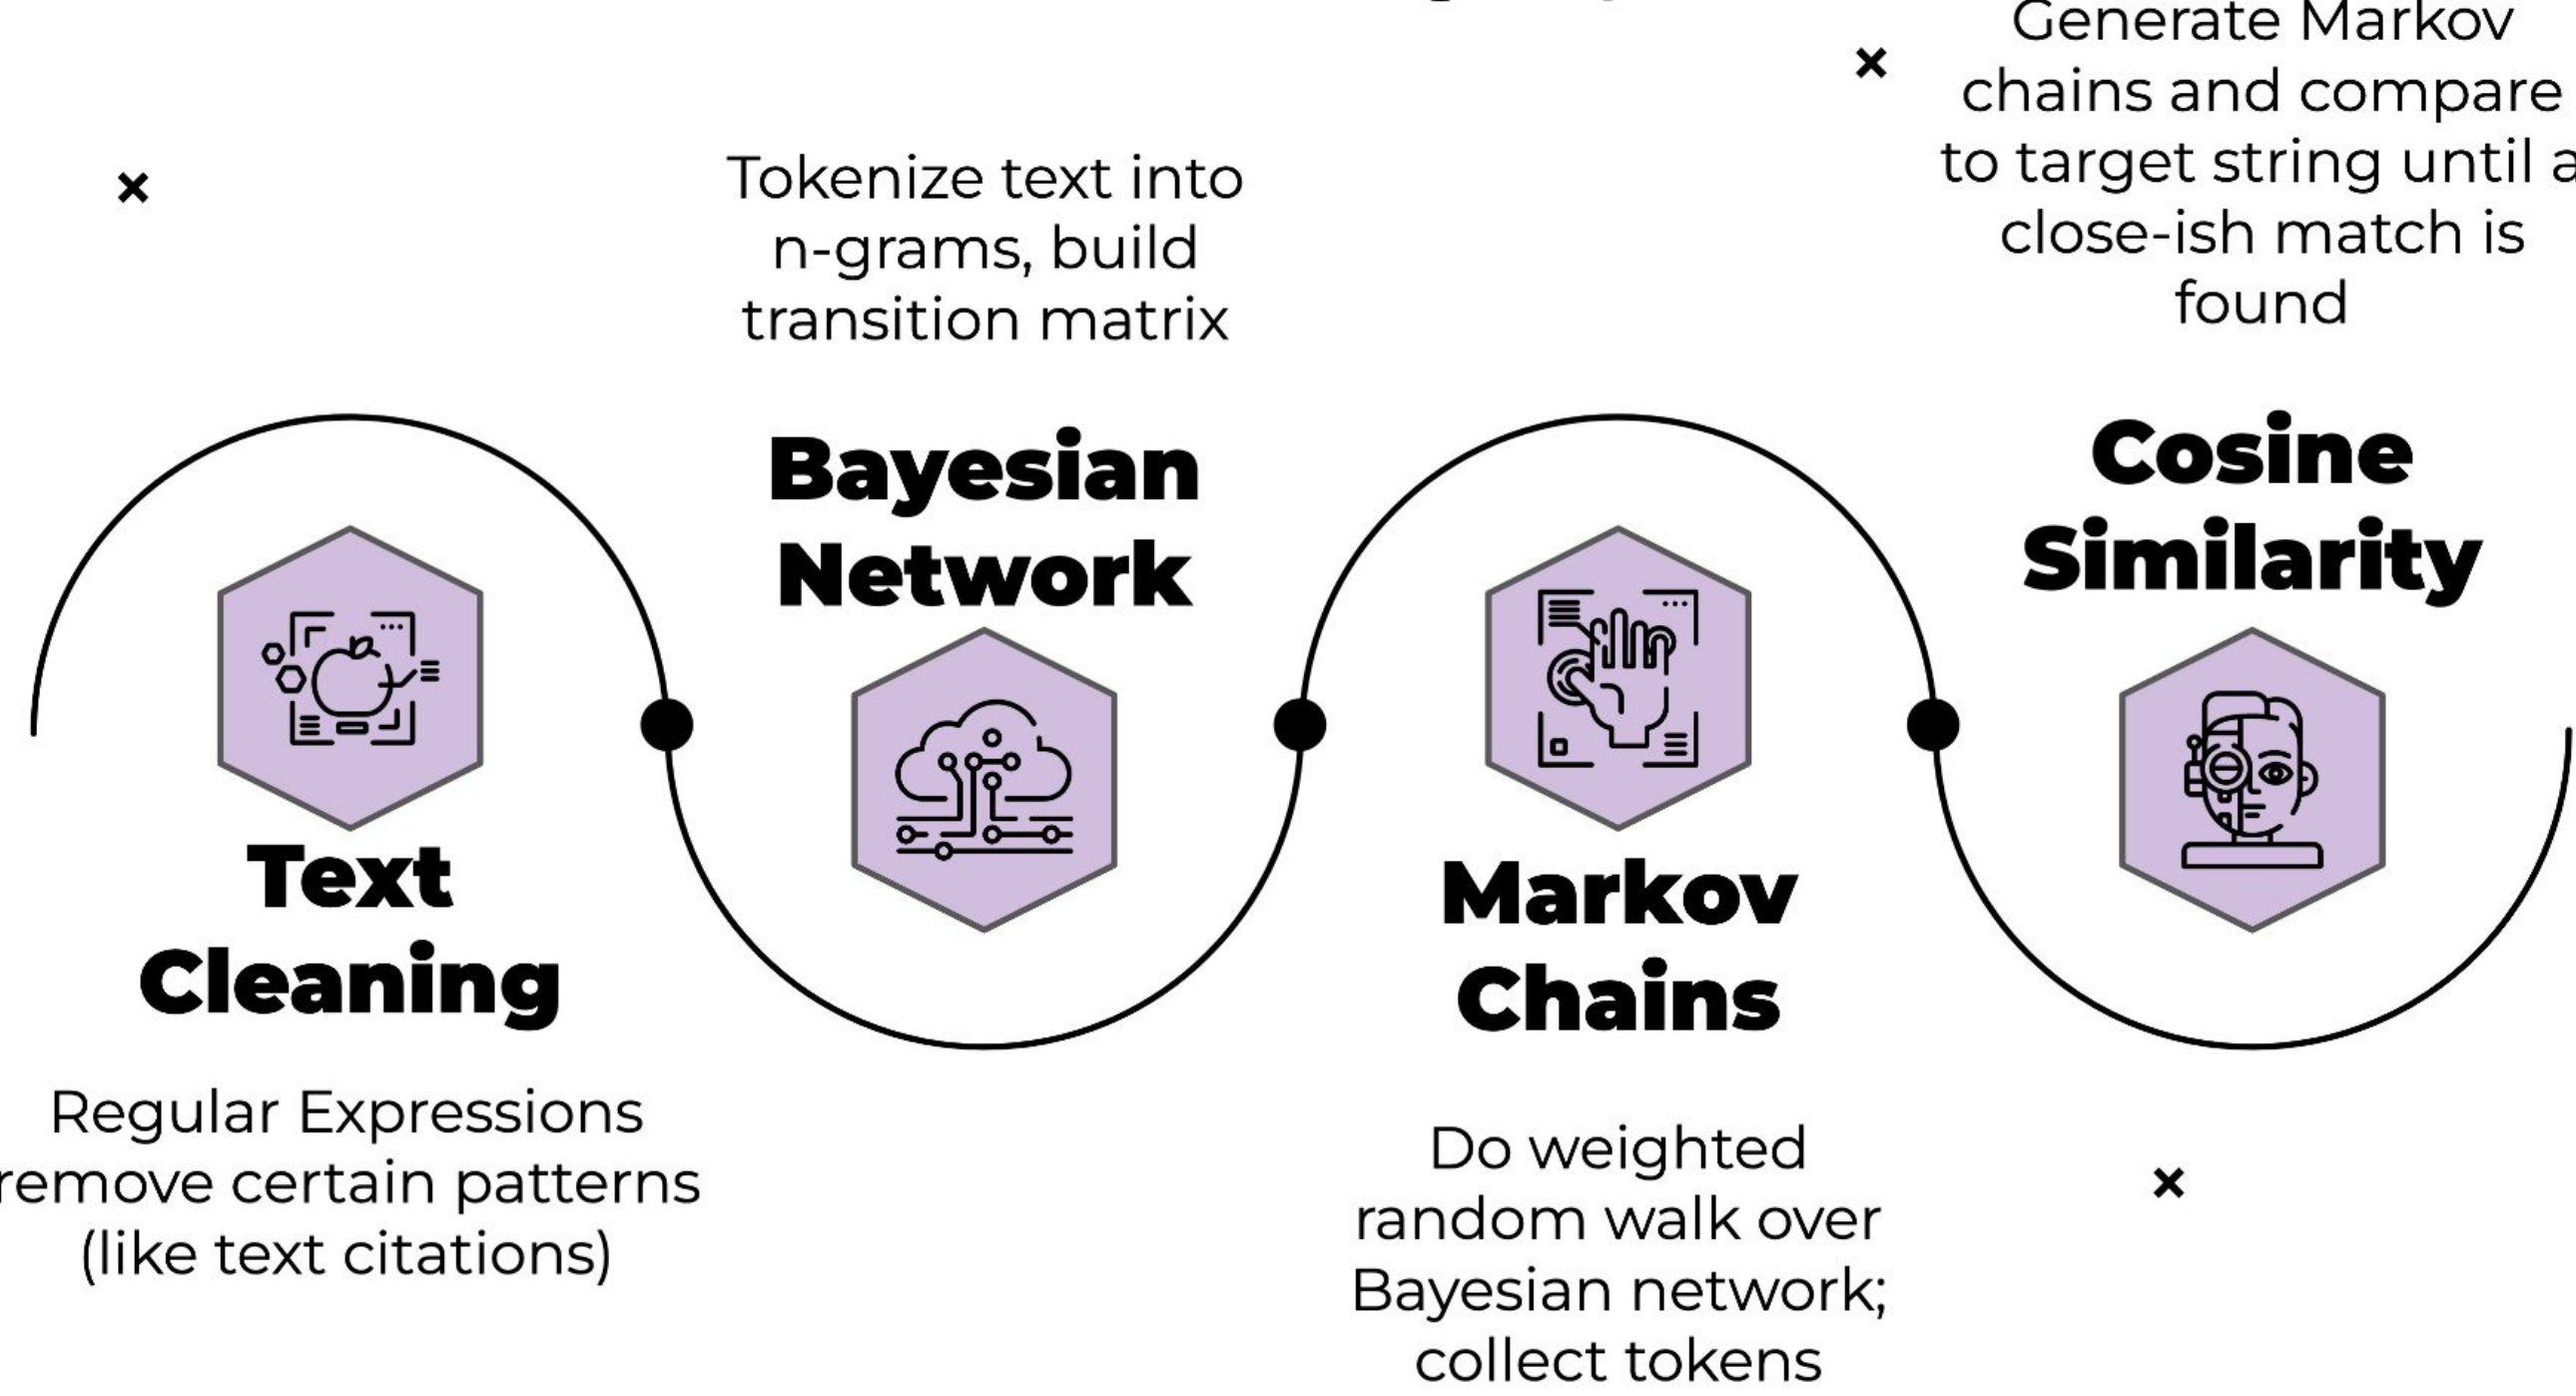 Regular Expressions
remove certain patterns
(like text citations)
Text
Cleaning
Tokenize text into
n-grams, build
transition matrix
Bayesian
Network
Markov
Chains
Do weighted
random walk over
Bayesian network;
collect tokens
Generate Markov
chains and compare
to target string until a
close-ish match is
found
Cosine
Similarity